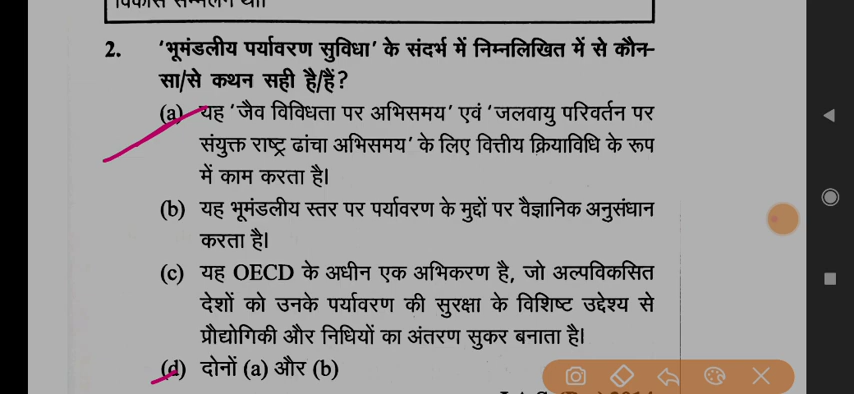 2. 'भूमंडलीय पर्यावरण सुविधा' के संदर्भ में निम्नलिखित में से कौन-
सा/से कथन सही है/हैं?
(a) यह 'जैव विविधता पर अभिसमय' एवं 'जलवायु परिवर्तन पर
संयुक्त राष्ट्र ढांचा अभिसमय' के लिए वित्तीय क्रियाविधि के रूप
में काम करता है।
(b) यह भूमंडलीय स्तर पर पर्यावरण के मुद्दों पर वैज्ञानिक अनुसंधान
करता है।
(c) यह OECD के अधीन एक अभिकरण है, जो अल्पविकसित
देशों को उनके पर्यावरण की सुरक्षा के विशिष्ट उद्देश्य से
प्रौद्योगिकी और निधियों का अंतरण सुकर बनाता है।
(d) दोनों (a) और (b)